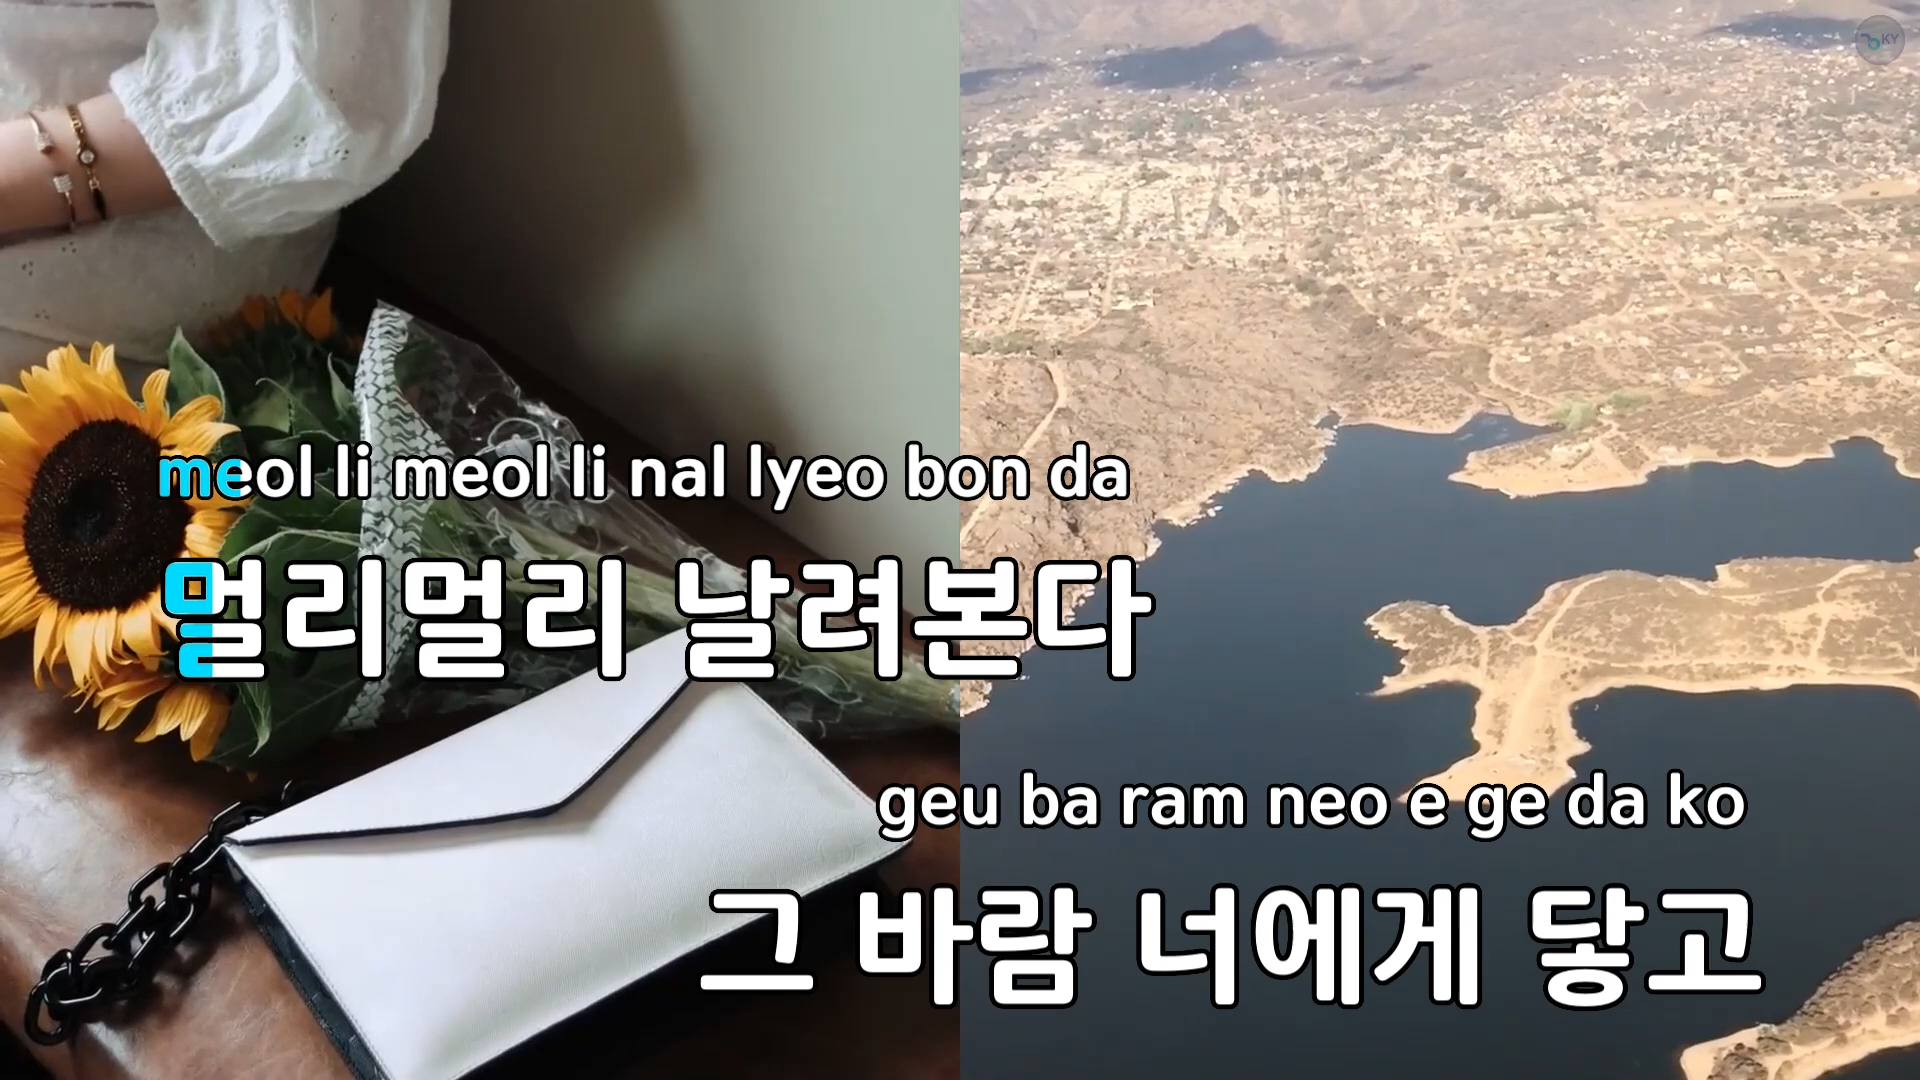 KY
meol li meol li nal lyeo bon da
멀리멀리 날려본다
geu ba ram neo e ge da ko
그 바람 너에게 닿고